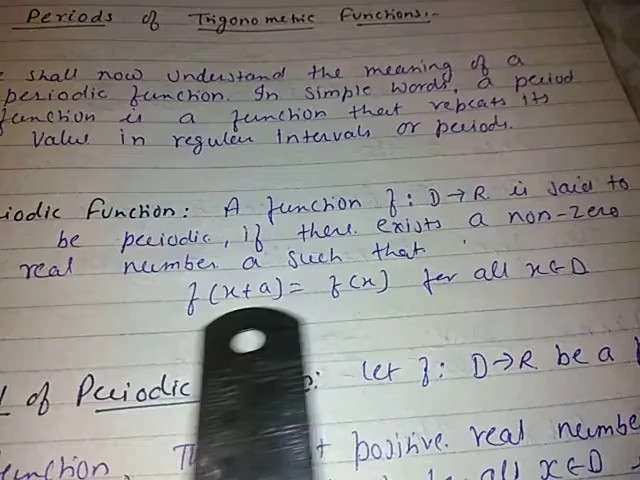 Periods of Trigonometric Functions:-
shall now understand the meaning of a
periodic function. In simple words, a period
function is a function that repeats its
Value in reguler intervals or periods.
iodic Function: A function f: D→R is said to
be periodic, if there exists a non-zero
real number a such that
f(x+a) = f(x) for all x∈D
of Periodic : Let f: D→R be a
function. positive real numbe
all x∈D